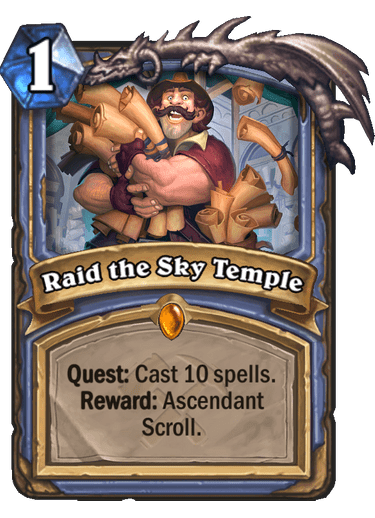 1
Raid the Sky Temple
Quest: Cast 10 spells.
Reward: Ascendant
Scroll.